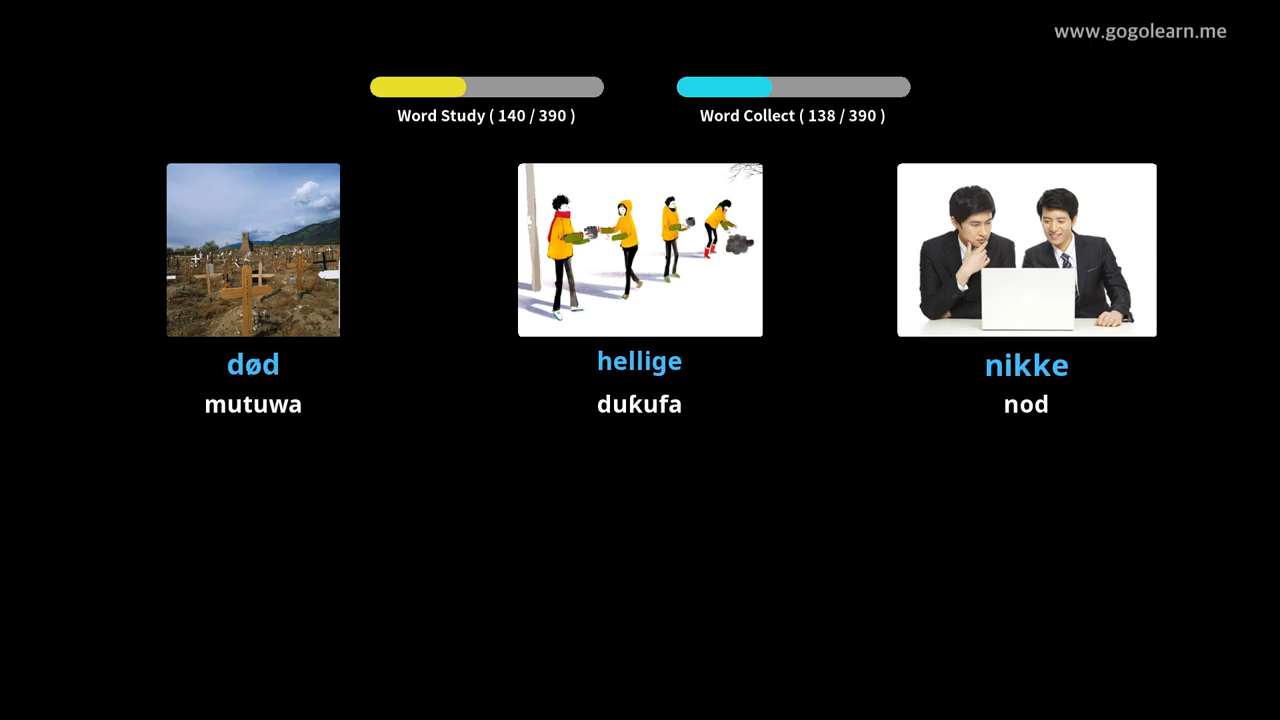 www.gogolearn.me
Word Study ( 140 / 390 )
Word Collect ( 138 / 390 )
død
hellige
nikke
mutuwa
duƙufa
nod